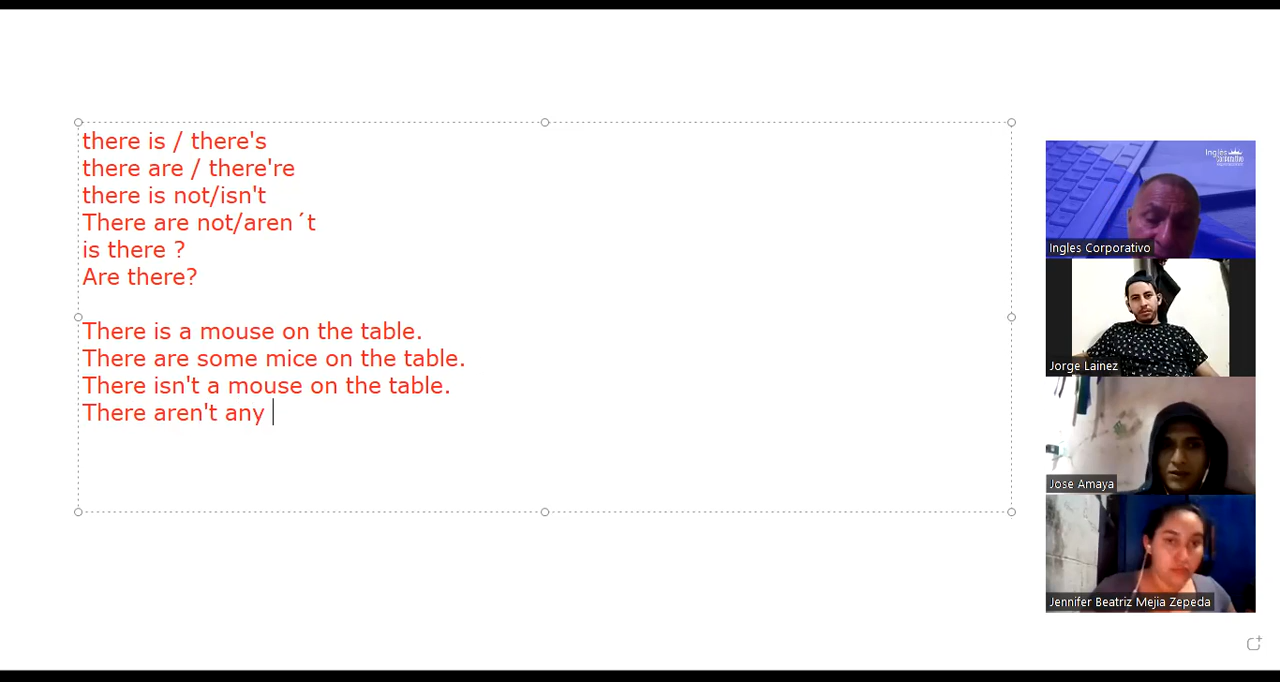 there is / there's
there are / there're
there is not/isn't
There are not/aren´t
is there ?
Are there?
There is a mouse on the table.
There are some mice on the table.
There isn't a mouse on the table.
There aren't any
Ingles
Corporativo
Ingles Corporativo
Jorge Lainez
Jose Amaya
Jennifer Beatriz Mejia Zepeda